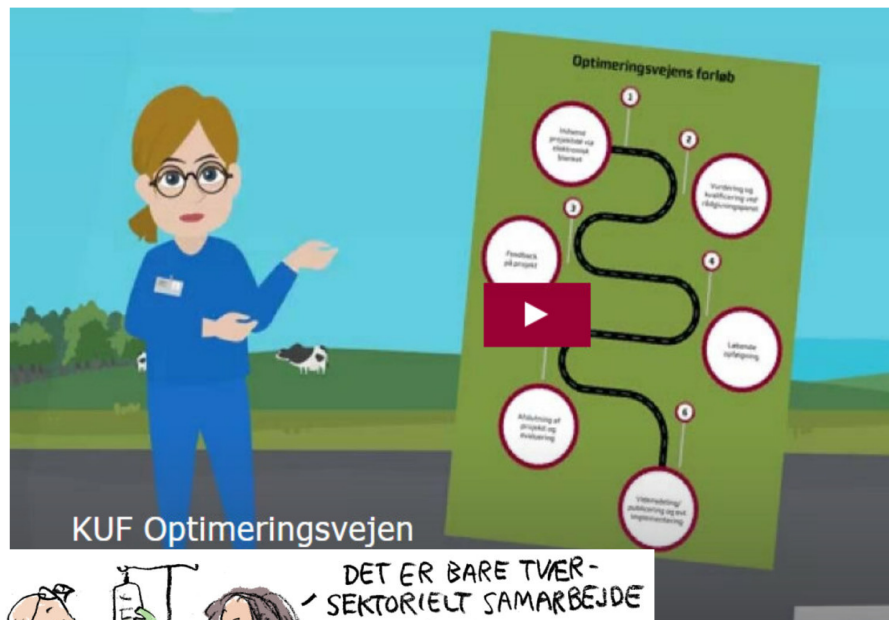 Optimeringsvejens forløb
1
Indsend
projektidé via
elektronisk
blanket
2
Vurdering og
kvalificering ved
rådgivningspanel
3
Feedback
på projekt
4
Løbende
opfølgning
Afslutning af
projekt og
evaluering
6
Videndeling/
publicering og evt
implementering
KUF Optimeringsvejen
DET ER BARE TVÆR-
SEKTORIELT SAMARBEJDE